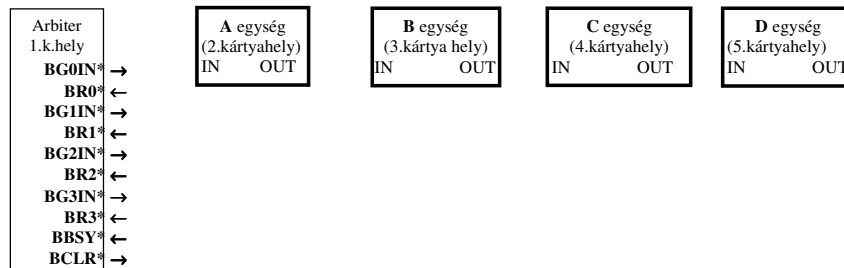 Arbiter
1.k.hely
BG0IN* →
BR0* ←
BG1IN* →
BR1* ←
BG2IN* →
BR2* ←
BG3IN* →
BR3* ←
BBSY* ←
BCLR* →
A egység
(2.kártyahely)
IN OUT
B egység
(3.kártya hely)
IN OUT
C egység
(4.kártyahely)
IN OUT
D egység
(5.kártyahely)
IN OUT